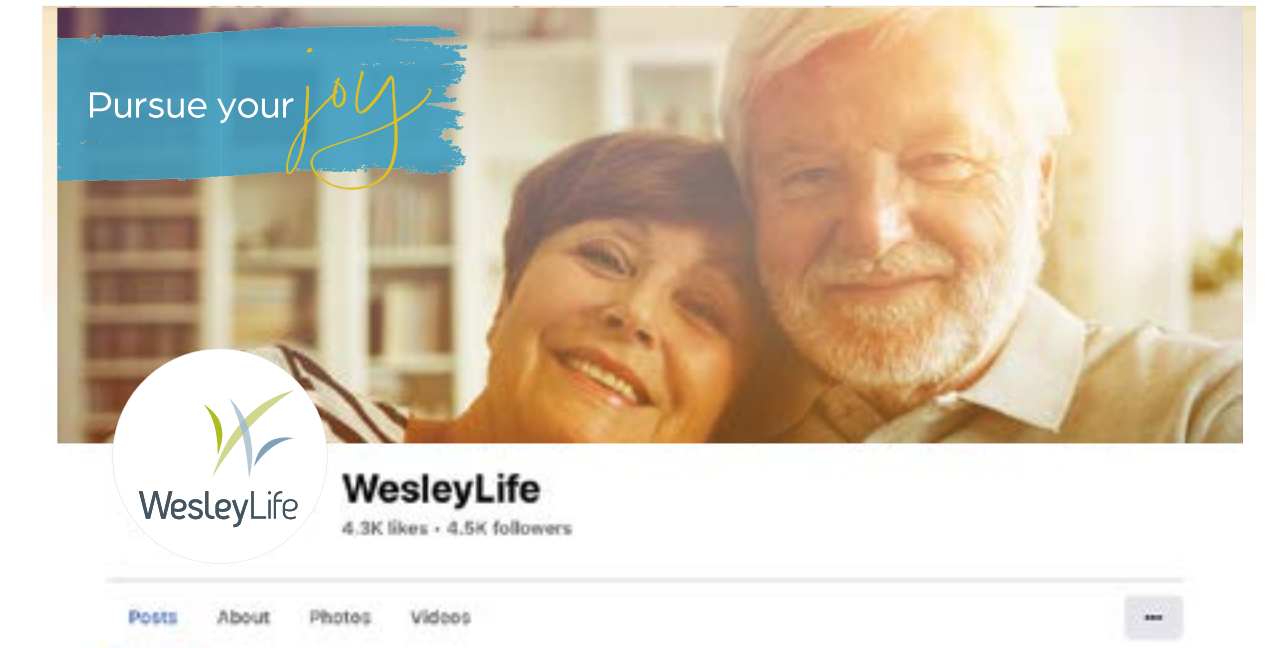 Pursue your joy
WesleyLife
WesleyLife
4.3K likes • 4.5K followers
Posts About Photos Videos